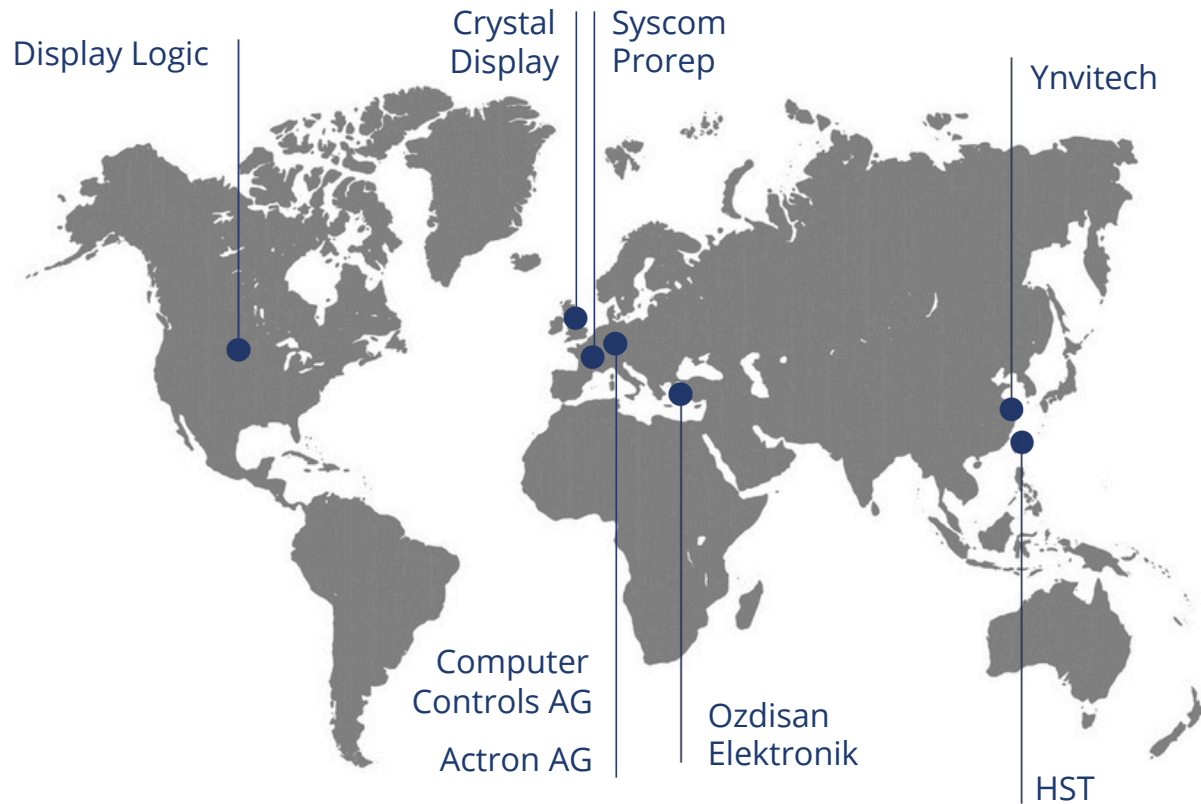 Display Logic
Crystal
Display
Syscom
Prorep
Ynvitech
Computer
Controls AG
Actron AG
Ozdisan
Elektronik
HST